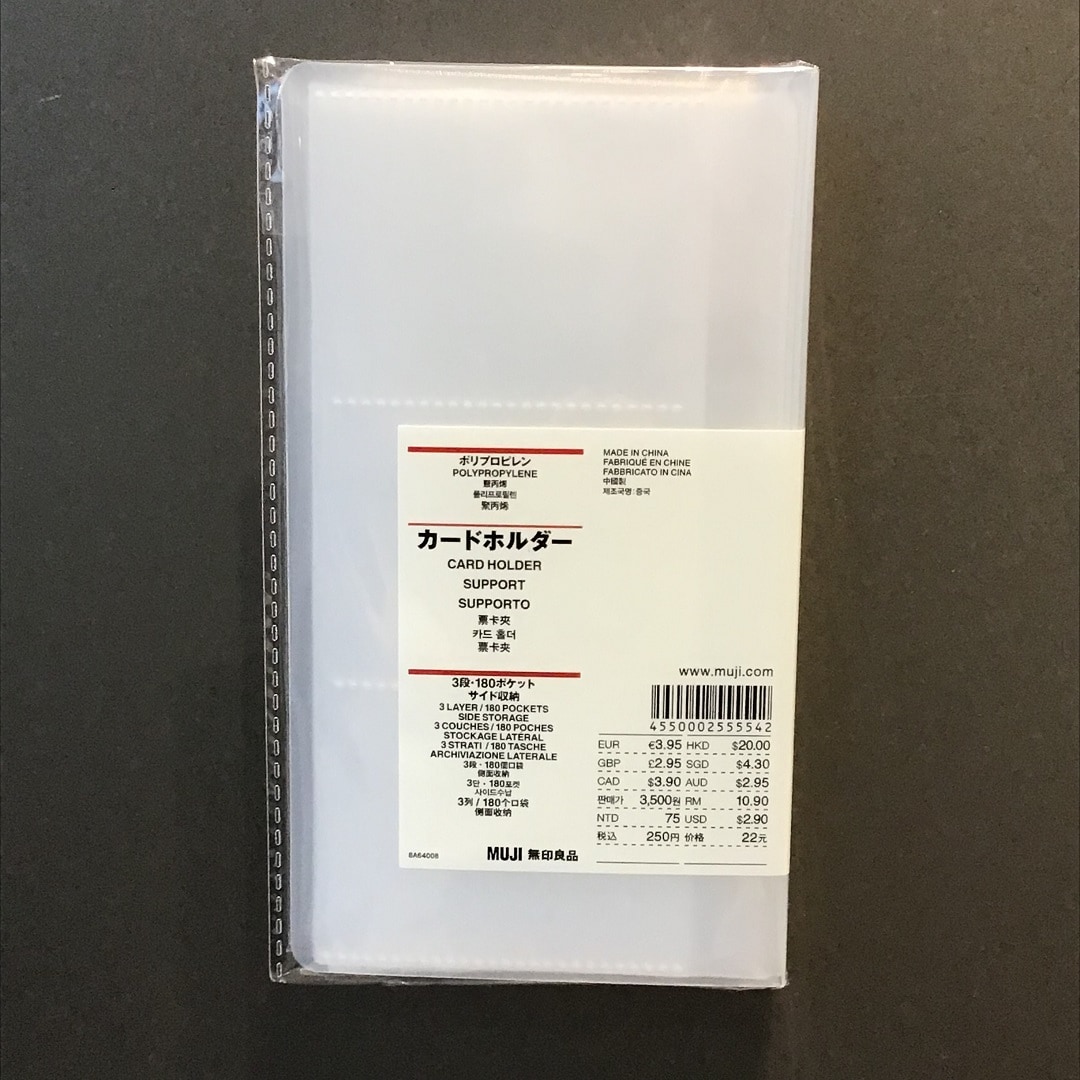 ポリプロピレン
POLYPROPYLENE
聚丙烯
폴리프로필렌
聚丙烯
カードホルダー
CARD HOLDER
SUPPORT
SUPPORTO
票卡夾
카드 홀더
票卡夹
3段・180ポケット
サイド収納
3 LAYER / 180 POCKETS
SIDE STORAGE
3 COUCHES / 180 POCHES
STOCKAGE LATÉRAL
3 STRATI / 180 TASCHE
ARCHIVIAZIONE LATERALE
3段・180個口袋
側面收納
3단・180포켓
사이드수납
3列 / 180个口袋
侧面收纳
8A64008
MUJI 無印良品
MADE IN CHINA
FABRIQUÉ EN CHINE
FABBRICATO IN CINA
中國製
제조국명 : 중국
www.muji.com
4550002555542
EUR €3.95 HKD $20.00
GBP £2.95 SGD $4.30
CAD $3.90 AUD $2.95
판매가 3,500원 RM 10.90
NTD 75 USD $2.90
税込 250円 价格 22元